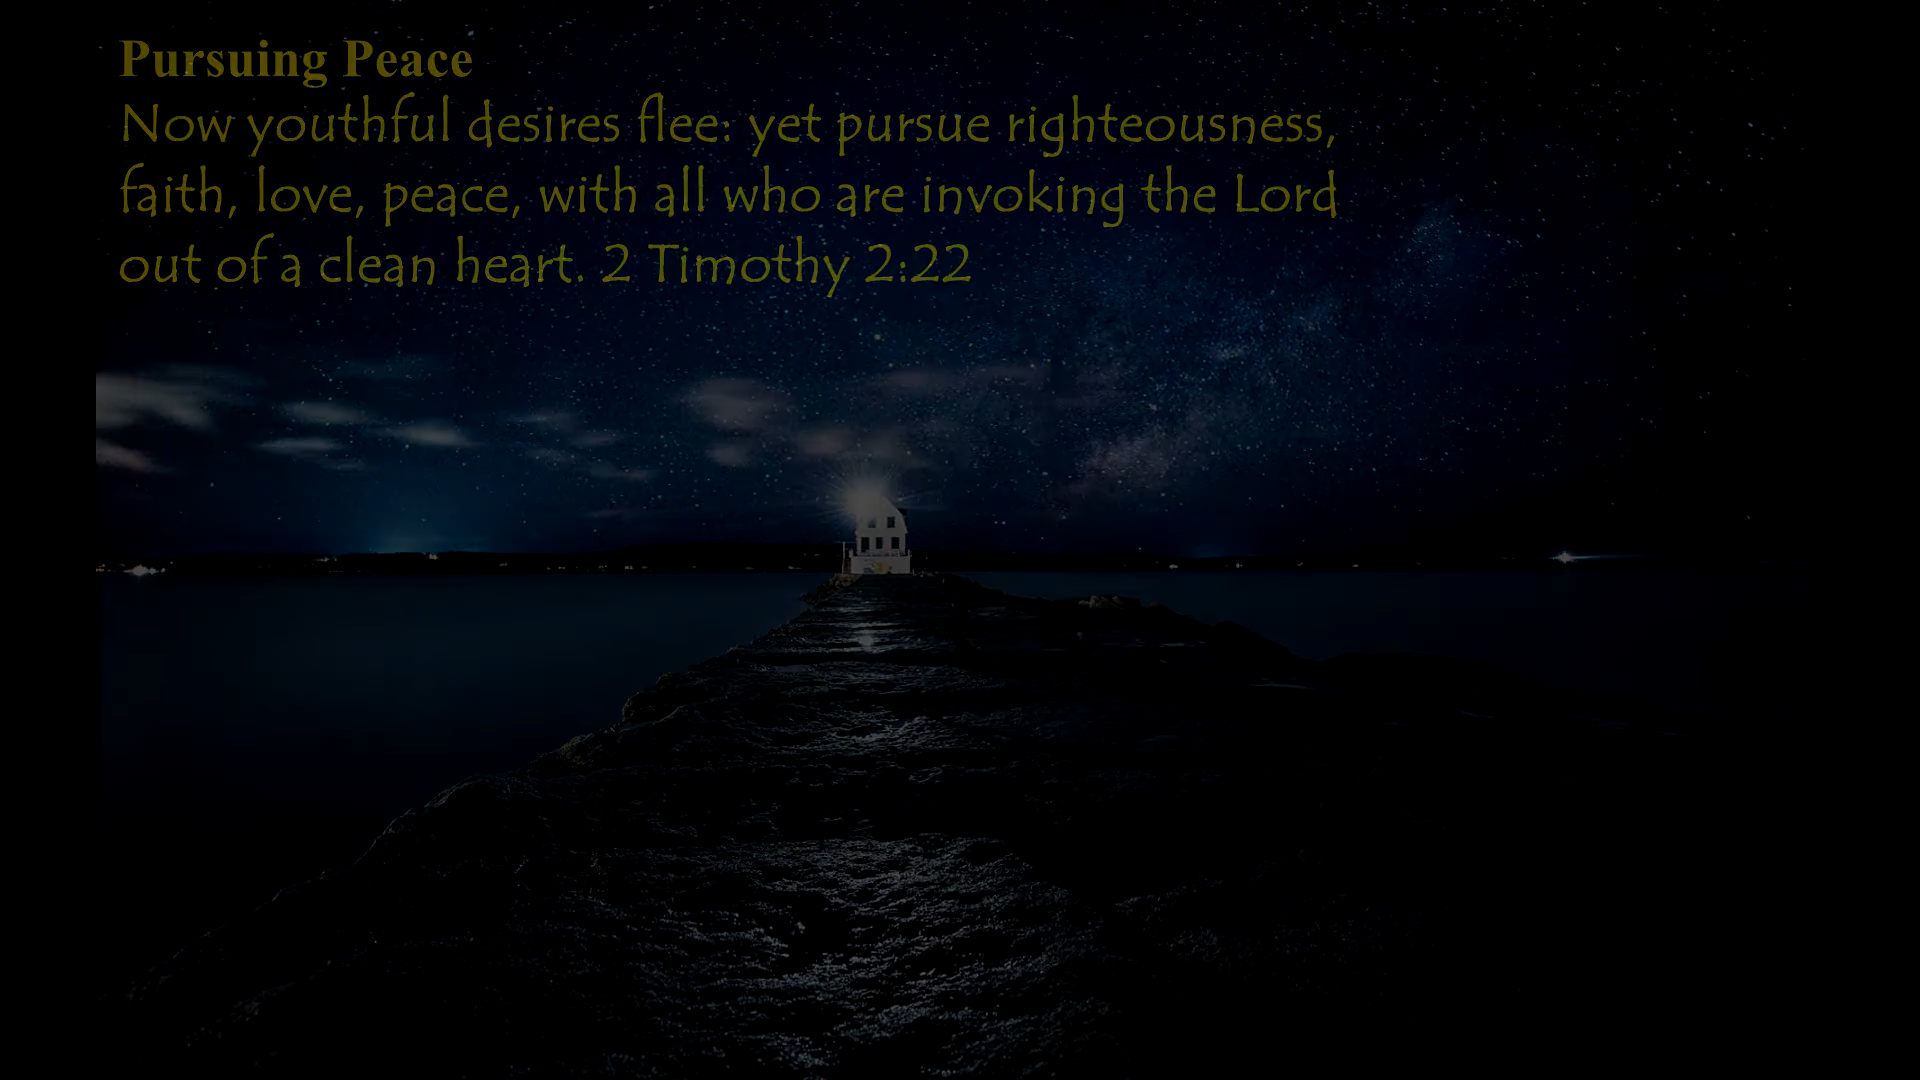 Pursuing Peace
Now youthful desires flee: yet pursue righteousness,
faith, love, peace, with all who are invoking the Lord
out of a clean heart. 2 Timothy 2:22